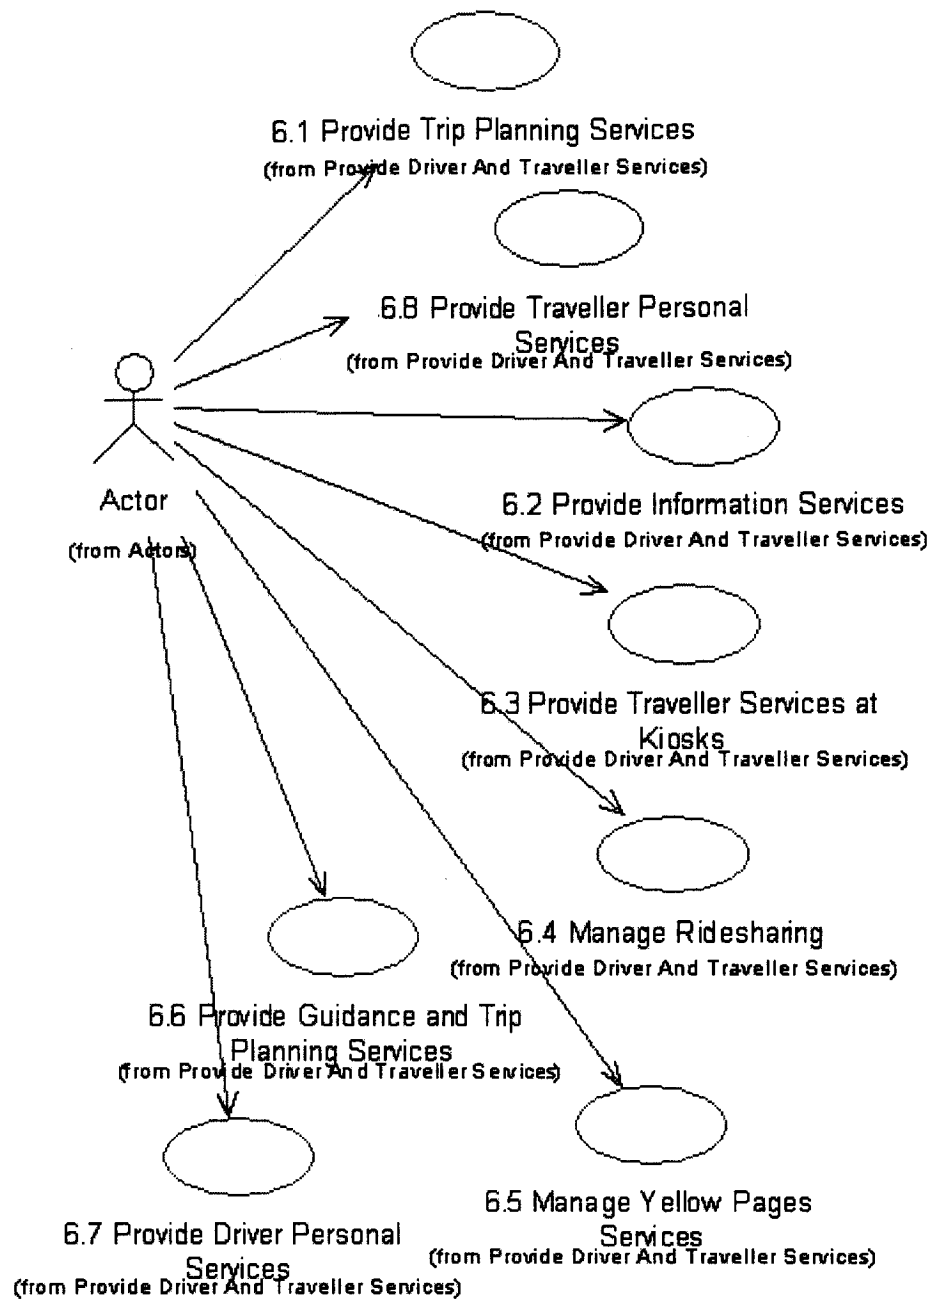 6.1 Provide Trip Planning Services
(from Provide Driver And Traveller Services)
6.8 Provide Traveller Personal
Services
(from Provide Driver And Traveller Services)
Actor
(from Actors)
6.2 Provide Information Services
(from Provide Driver And Traveller Services)
6.3 Provide Traveller Services at
Kiosks
(from Provide Driver And Traveller Services)
6.4 Manage Ridesharing
(from Provide Driver And Traveller Services)
6.6 Provide Guidance and Trip
Planning Services
(from Provide Driver And Traveller Services)
6.5 Manage Yellow Pages
Services
(from Provide Driver And Traveller Services)
6.7 Provide Driver Personal
Services
(from Provide Driver And Traveller Services)